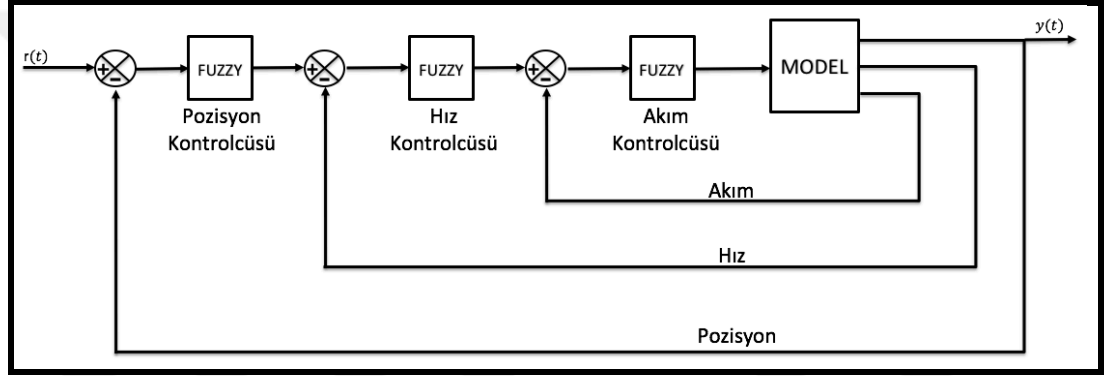 r(t)
FUZZY
Pozisyon
Kontrolcüsü
FUZZY
Hız
Kontrolcüsü
FUZZY
Akım
Kontrolcüsü
MODEL
y(t)
Akım
Hız
Pozisyon